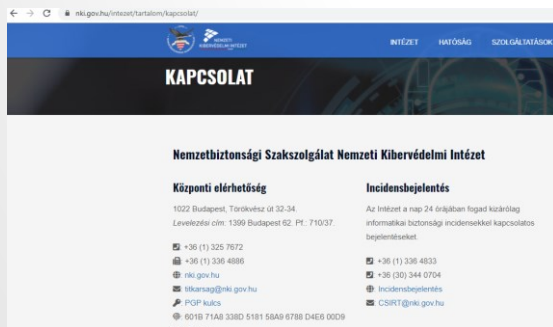 nki.gov.hu/intezet/tartalom/kapcsolat/
NEMZETI
KIBERVÉDELMI INTÉZET
INTÉZET HATÓSÁG SZOLGÁLTATÁSOK
KAPCSOLAT
Nemzetbiztonsági Szakszolgálat Nemzeti Kibervédelmi Intézet
Központi elérhetőség
1022 Budapest, Törökvész út 32-34.
Levelezési cím: 1399 Budapest 62. Pf.: 710/37.
+36 (1) 325 7672
+36 (1) 336 4886
nki.gov.hu
titkarsag@nki.gov.hu
PGP kulcs
601B 71A8 338D 5181 58A9 6788 D4E6 00D9
Incidensbejelentés
Az Intézet a nap 24 órájában fogad kizárólag
informatikai biztonsági incidensekkel kapcsolatos
bejelentéseket.
+36 (1) 336 4833
+36 (30) 344 0704
Incidensbejelentés
CSIRT@nki.gov.hu